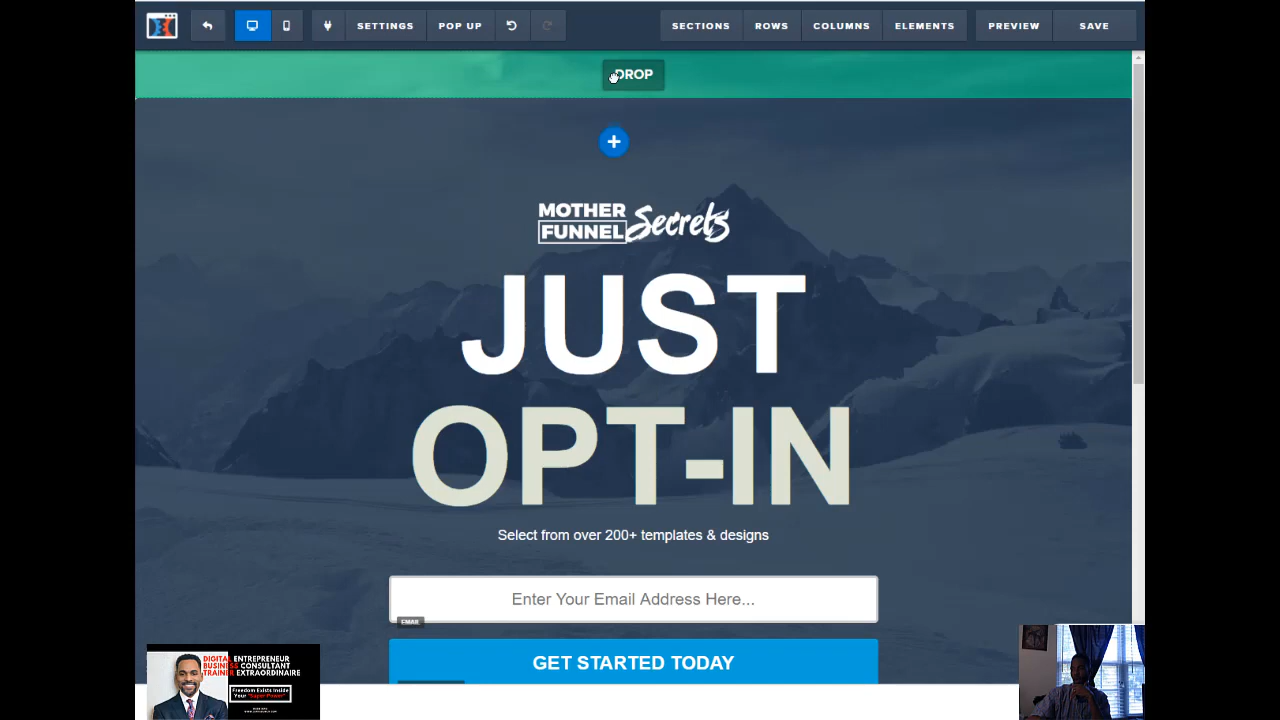 SETTINGS
POP UP
SECTIONS
ROWS
COLUMNS
ELEMENTS
PREVIEW
SAVE
DROP
MOTHER
FUNNEL
Secrets
JUST
OPT-IN
Select from over 200+ templates & designs
Enter Your Email Address Here...
EMAIL
GET STARTED TODAY
DIGITAL ENTREPRENEUR
BUSINESS CONSULTANT
TRAINER EXTRAORDINAIRE
Freedom Exists Inside
Your "Super Power"